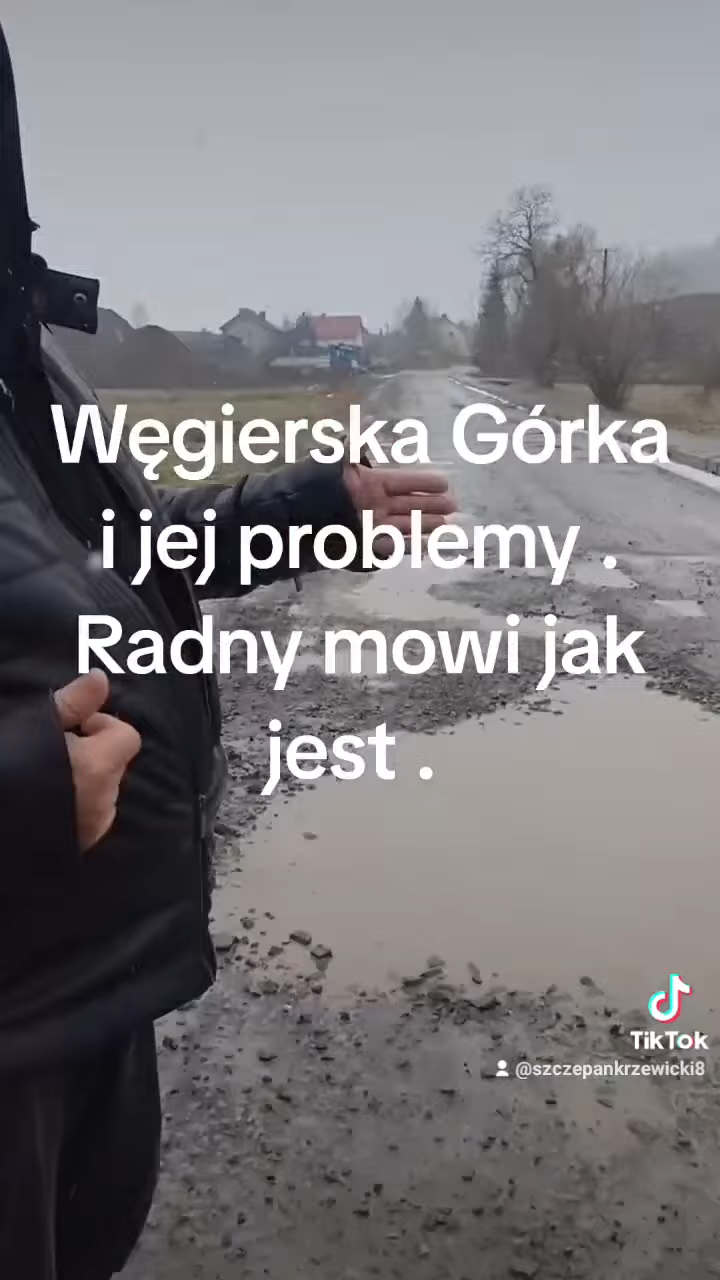 Węgierska Górka
i jej problemy .
Radny mowi jak
jest .
TikTok
@szczepankrzewicki8